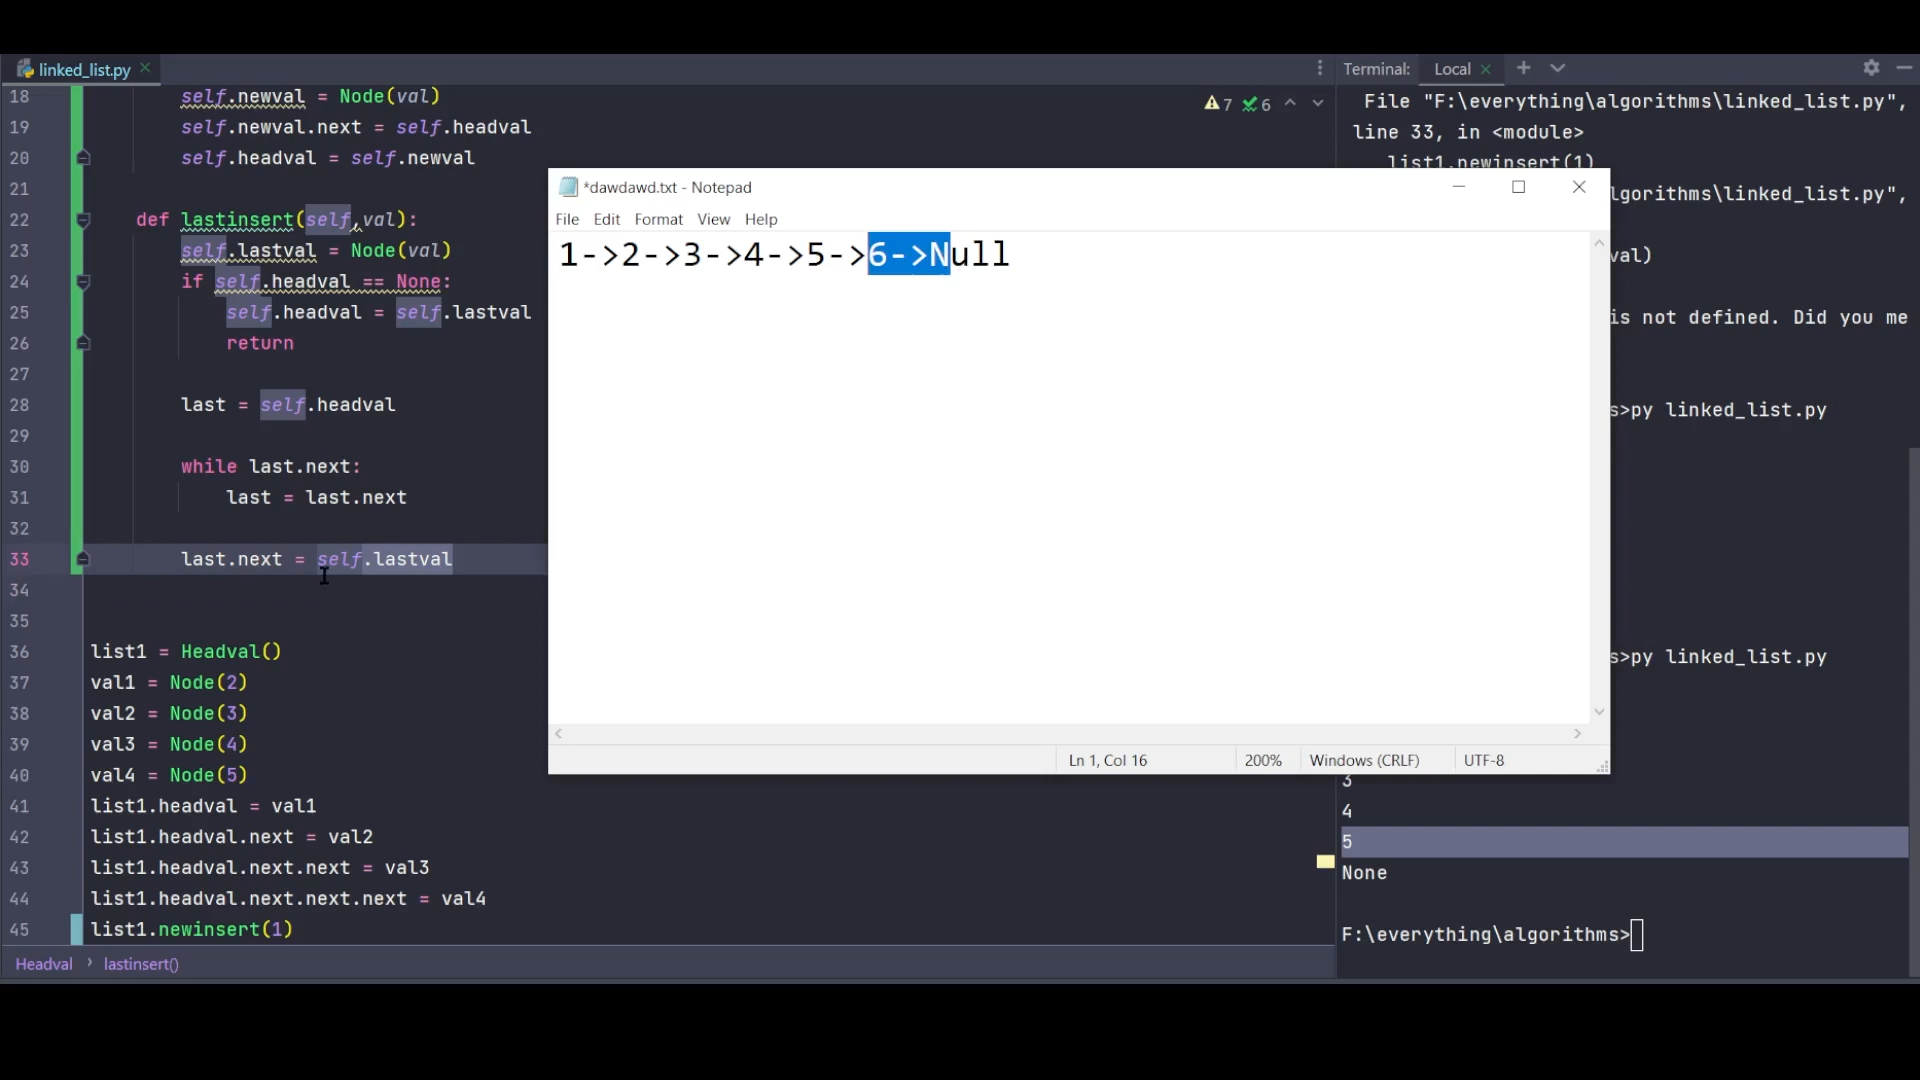 linked_list.py
18 self.newval = Node(val)
19 self.newval.next = self.headval
20 self.headval = self.newval
21
22 def lastinsert(self,val):
23 self.lastval = Node(val)
24 if self.headval == None:
25 self.headval = self.lastval
26 return
27
28 last = self.headval
29
30 while last.next:
31 last = last.next
32
33 last.next = self.lastval
34
35
36 list1 = Headval()
37 val1 = Node(2)
38 val2 = Node(3)
39 val3 = Node(4)
40 val4 = Node(5)
41 list1.headval = val1
42 list1.headval.next = val2
43 list1.headval.next.next = val3
44 list1.headval.next.next.next = val4
45 list1.newinsert(1)
Headval › lastinsert()
7 6
*dawdawd.txt - Notepad
File Edit Format View Help
1->2->3->4->5->6->Null
Ln 1, Col 16 200% Windows (CRLF) UTF-8
Terminal: Local
File "F:\everything\algorithms\linked_list.py",
line 33, in <module>
list1.newinsert(1)
lgorithms\linked_list.py",
val)
is not defined. Did you me
s>py linked_list.py
s>py linked_list.py
3
4
5
None
F:\everything\algorithms>